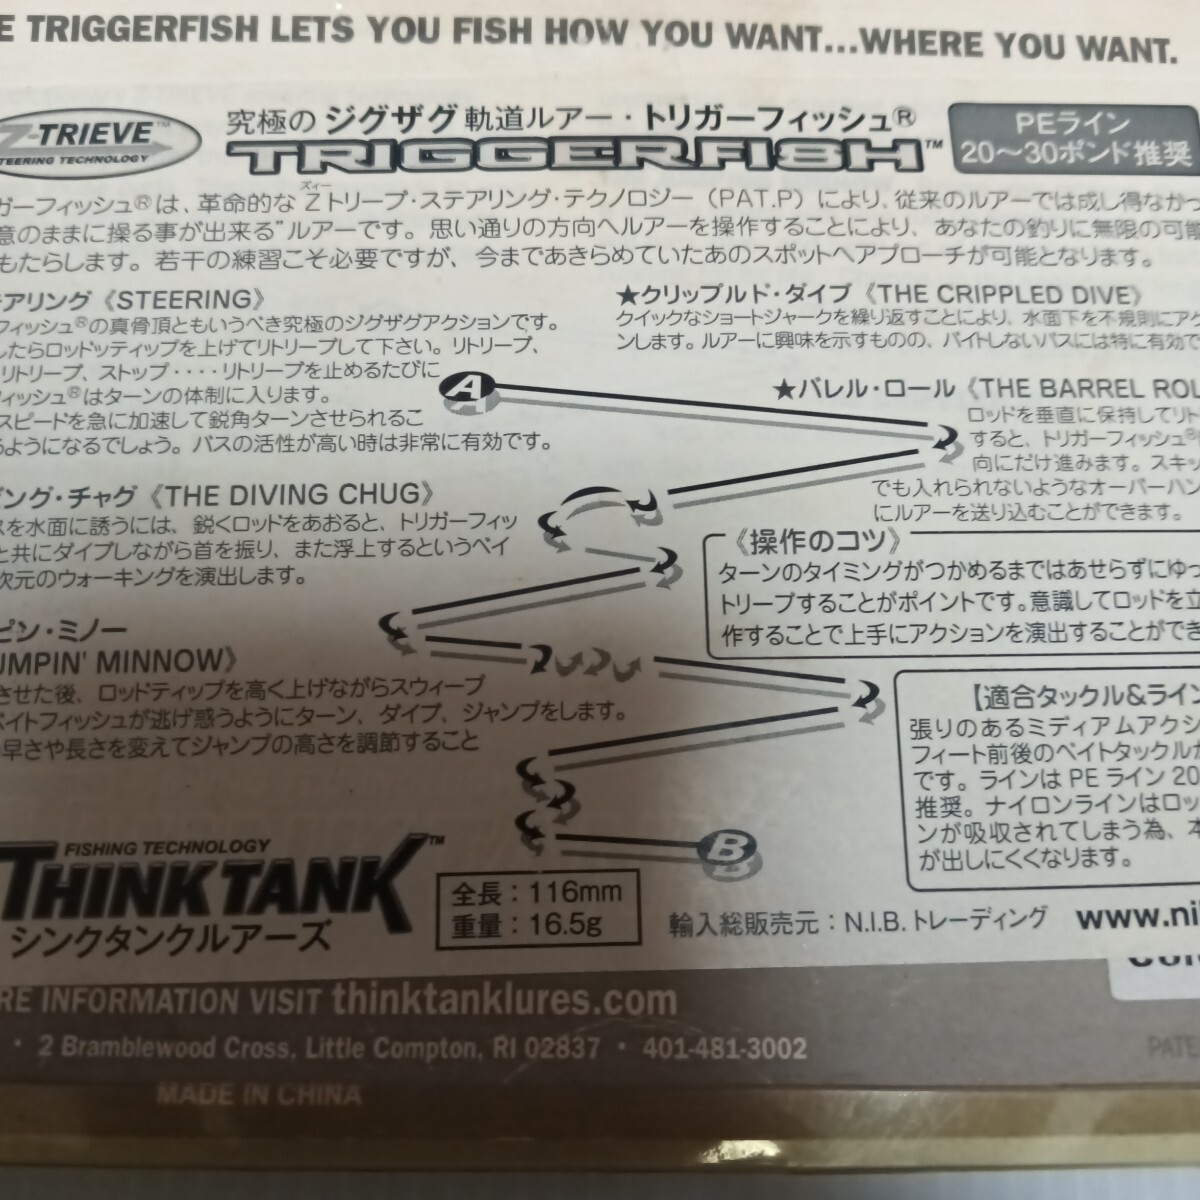 E TRIGGERFISH LETS YOU FISH HOW YOU WANT...WHERE YOU WANT.
Z-TRIEVE™
STEERING TECHNOLOGY
究極のジグザグ軌道ルアー・トリガーフィッシュ®
TRIGGERFISH™
PEライン
20〜30ポンド推奨
ガーフィッシュ®は、革命的なZトリーブ・ステアリング・テクノロジー（PAT.P）により、従来のルアーでは成し得なかっ
ズィー
意のままに操る事が出来る"ルアーです。思い通りの方向へルアーを操作することにより、あなたの釣りに無限の可能
もたらします。若干の練習こそ必要ですが、今まであきらめていたあのスポットへアプローチが可能となります。
テアリング《STEERING》
フィッシュ®の真骨頂ともいうべき究極のジグザグアクションです。
したらロッドッティップを上げてリトリーブして下さい。リトリーブ、
リトリーブ、ストップ・・・・リトリーブを止めるたびに
ィッシュ®はターンの体制に入ります。
スピードを急に加速して鋭角ターンさせられるこ
るようになるでしょう。バスの活性が高い時は非常に有効です。
★クリップルド・ダイブ《THE CRIPPLED DIVE》
クイックなショートジャークを繰り返すことにより、水面下を不規則にアク
ンします。ルアーに興味を示すものの、バイトしないバスには特に有効で
A
★バレル・ロール《THE BARREL ROL
ロッドを垂直に保持してリト
すると、トリガーフィッシュ®
向にだけ進みます。スキッ
でも入れられないようなオーバーハン
にルアーを送り込むことができます。
ビング・チャグ《THE DIVING CHUG》
スを水面に誘うには、鋭くロッドをあおると、トリガーフィッ
と共にダイブしながら首を振り、また浮上するというベイ
次元のウォーキングを演出します。
《操作のコツ》
ターンのタイミングがつかめるまではあせらずにゆっ
トリーブすることがポイントです。意識してロッドを立
作することで上手にアクションを演出することができ
ピン・ミノー
UMPIN' MINNOW》
させた後、ロッドティップを高く上げながらスウィープ
ベイトフィッシュが逃げ惑うようにターン、ダイブ、ジャンプをします。
早さや長さを変えてジャンプの高さを調節すること
【適合タックル&ライン
張りのあるミディアムアクシ
フィート前後のベイトタックルが
です。ラインは PE ライン 20
推奨。ナイロンラインはロッ
ンが吸収されてしまう為、本
が出しにくくなります。
B
FISHING TECHNOLOGY
THINKTANK™
シンクタンクルアーズ
全長：116mm
重量：16.5g
輸入総販売元：N.I.B.トレーディング www.ni
RE INFORMATION VISIT thinktanklures.com
• 2 Bramblewood Cross, Little Compton, RI 02837 • 401-481-3002
PATE
MADE IN CHINA